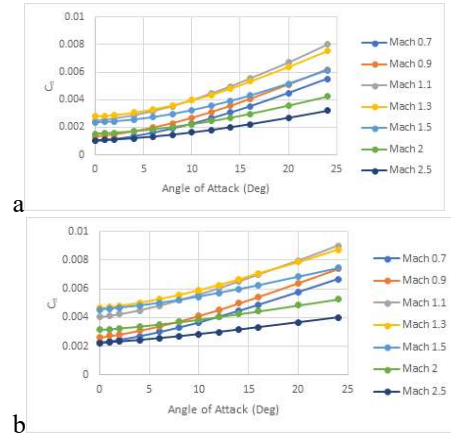 a
0.01
0.008
0.006
0.004
0.002
0
0 5 10 15 20 25
Angle of Attack (Deg)
Mach 0.7
Mach 0.9
Mach 1.1
Mach 1.3
Mach 1.5
Mach 2
Mach 2.5
b
0.01
0.008
0.006
0.004
0.002
0
0 5 10 15 20 25
Angle of Attack (Deg)
Mach 0.7
Mach 0.9
Mach 1.1
Mach 1.3
Mach 1.5
Mach 2
Mach 2.5